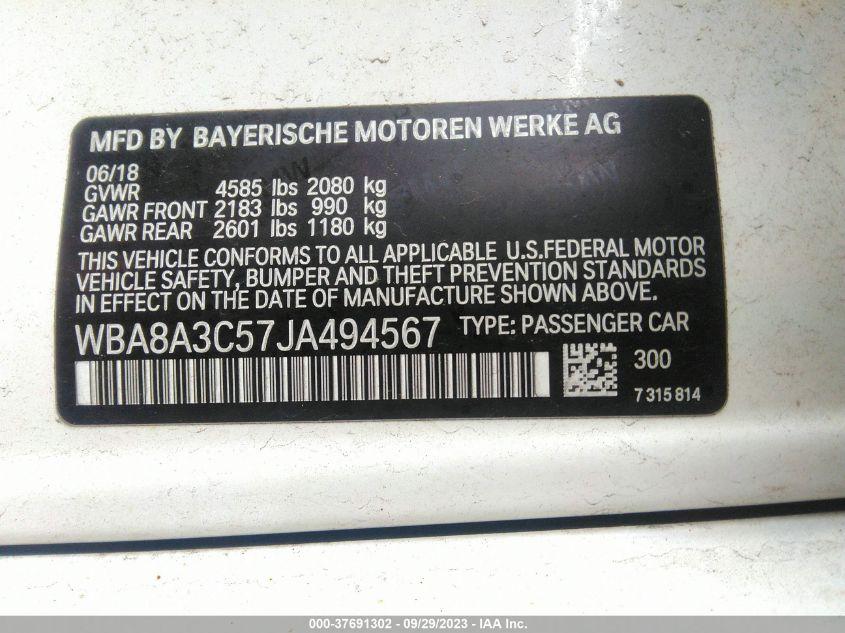 MFD BY BAYERISCHE MOTOREN WERKE AG
06/18
GVWR 4585 lbs 2080 kg
GAWR FRONT 2183 lbs 990 kg
GAWR REAR 2601 lbs 1180 kg
THIS VEHICLE CONFORMS TO ALL APPLICABLE U.S.FEDERAL MOTOR
VEHICLE SAFETY, BUMPER AND THEFT PREVENTION STANDARDS
IN EFFECT ON THE DATE OF MANUFACTURE SHOWN ABOVE.
WBA8A3C57JA494567 TYPE: PASSENGER CAR
300
7 315 814
000-37691302 - 09/29/2023 - IAA Inc.